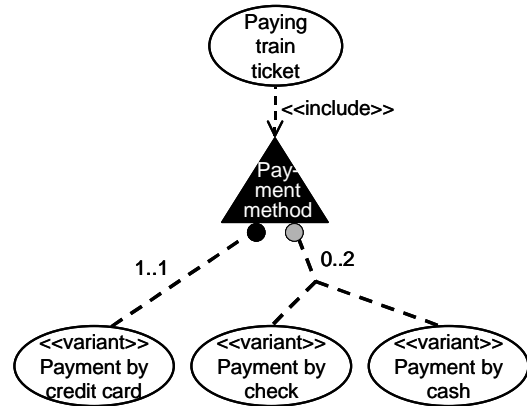 Paying
train
ticket
<<include>>
Pay-
ment
method
1..1
0..2
<<variant>>
Payment by
credit card
<<variant>>
Payment by
check
<<variant>>
Payment by
cash